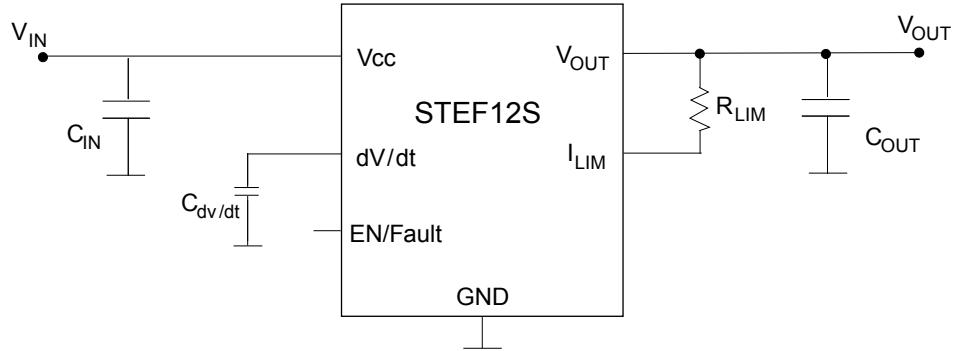 V_IN
V_OUT
Vcc
V_OUT
STEF12S
R_LIM
C_IN
C_OUT
dV/dt
I_LIM
C_dv/dt
EN/Fault
GND